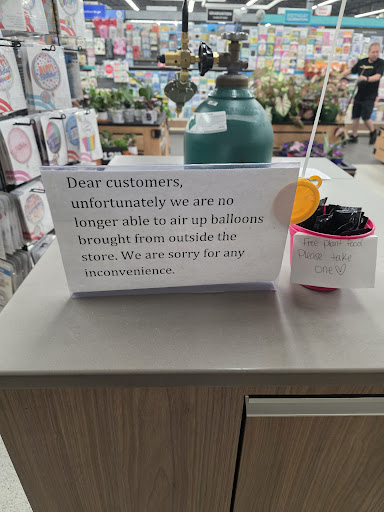 Dear customers,
unfortunately we are no
longer able to air up balloons
brought from outside the
store. We are sorry for any
inconvenience.
free plant food
Please take
one♡